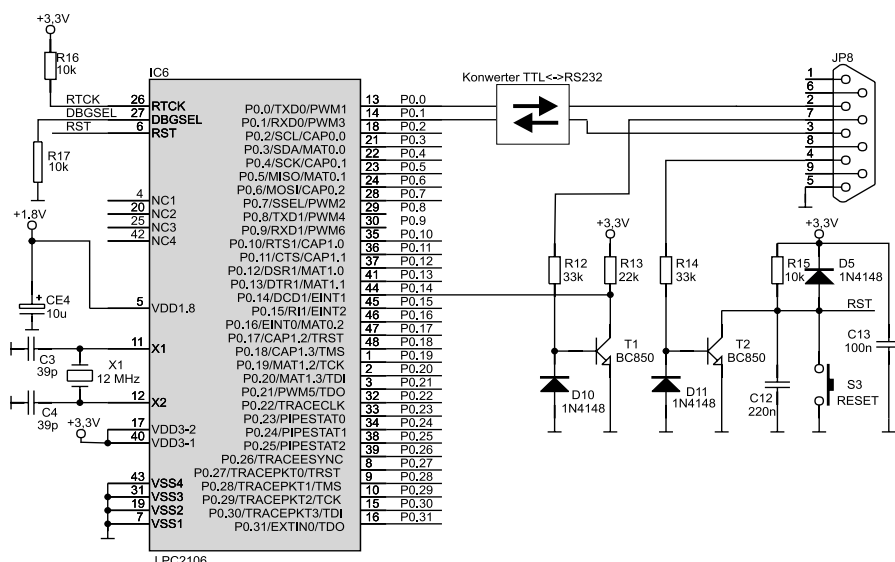 +3,3V
R16
10k
RTCK
DBGSEL
RST
26
27
6
R17
10k
+1.8V
CE4
10u
+
C3
39p
X1
12 MHz
C4
39p
+3,3V
4
20
25
42
5
11
12
17
40
43
31
19
7
IC6
RTCK
DBGSEL
RST
NC1
NC2
NC3
NC4
VDD1.8
X1
X2
VDD3-2
VDD3-1
VSS4
VSS3
VSS2
VSS1
P0.0/TXD0/PWM1
P0.1/RXD0/PWM3
P0.2/SCL/CAP0.0
P0.3/SDA/MAT0.0
P0.4/SCK/CAP0.1
P0.5/MISO/MAT0.1
P0.6/MOSI/CAP0.2
P0.7/SSEL/PWM2
P0.8/TXD1/PWM4
P0.9/RXD1/PWM6
P0.10/RTS1/CAP1.0
P0.11/CTS/CAP1.1
P0.12/DSR1/MAT1.0
P0.13/DTR1/MAT1.1
P0.14/DCD1/EINT1
P0.15/RI1/EINT2
P0.16/EINT0/MAT0.2
P0.17/CAP1.2/TRST
P0.18/CAP1.3/TMS
P0.19/MAT1.2/TCK
P0.20/MAT1.3/TDI
P0.21/PWM5/TDO
P0.22/TRACECLK
P0.23/PIPESTAT0
P0.24/PIPESTAT1
P0.25/PIPESTAT2
P0.26/TRACEESYNC
P0.27/TRACEPKT0/TRST
P0.28/TRACEPKT1/TMS
P0.29/TRACEPKT2/TCK
P0.30/TRACEPKT3/TDI
P0.31/EXTIN0/TDO
LPC2106
13 P0.0
14 P0.1
18 P0.2
21 P0.3
22 P0.4
23 P0.5
24 P0.6
28 P0.7
29 P0.8
30 P0.9
35 P0.10
36 P0.11
37 P0.12
41 P0.13
44 P0.14
45 P0.15
46 P0.16
47 P0.17
48 P0.18
1 P0.19
2 P0.20
3 P0.21
32 P0.22
33 P0.23
34 P0.24
38 P0.25
39 P0.26
8 P0.27
9 P0.28
10 P0.29
15 P0.30
16 P0.31
Konwerter TTL<->RS232
JP8
1
6
2
7
3
8
4
9
5
+3,3V
R12
33k
R13
22k
R14
33k
T1
BC850
T2
BC850
D10
1N4148
D11
1N4148
+3,3V
R15
10k
D5
1N4148
RST
C13
100n
C12
220n
S3
RESET